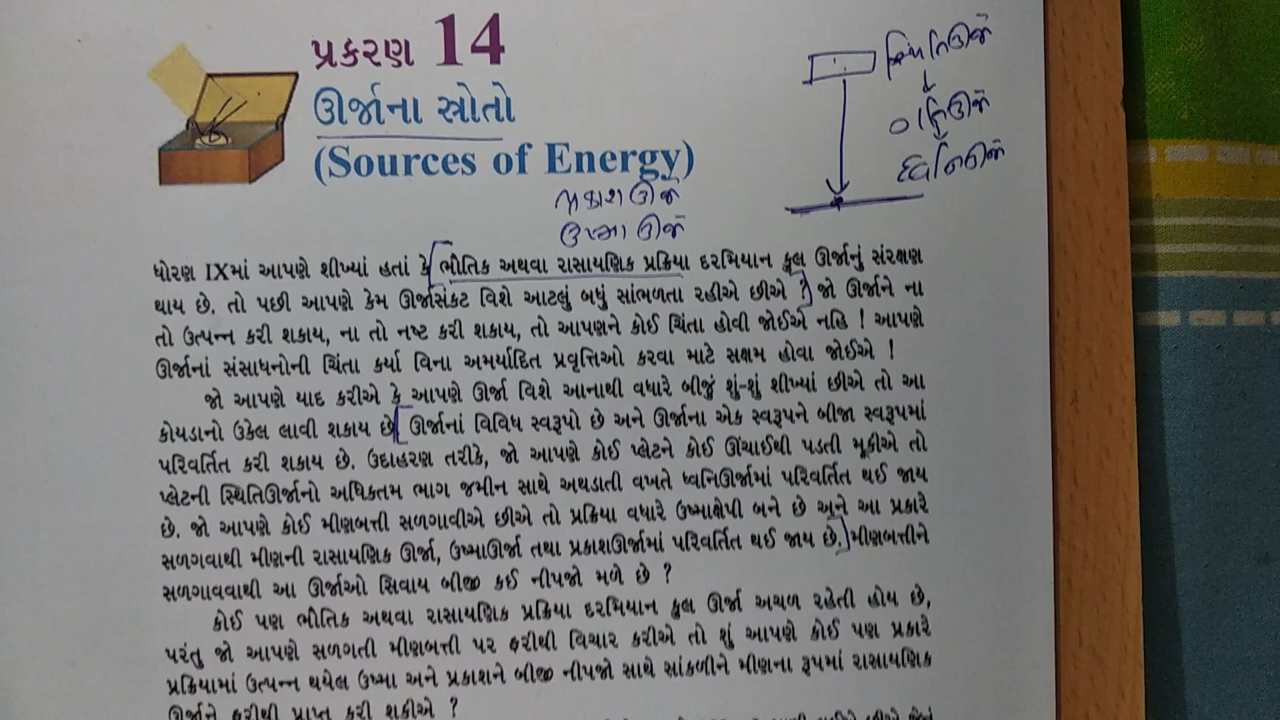 પ્રકરણ 14
ઊર્જાના સ્રોતો
(Sources of Energy)
સ્થિતિઊર્જા
ગતિઊર્જા
ધ્વનિઊર્જા
પ્રકાશ ઊર્જા
ઉષ્મા ઊર્જા
ધોરણ IXમાં આપણે શીખ્યાં હતાં કે ભૌતિક અથવા રાસાયણિક પ્રક્રિયા દરમિયાન કુલ ઊર્જાનું સંરક્ષણ
થાય છે. તો પછી આપણે કેમ ઊર્જાસંકટ વિશે આટલું બધું સાંભળતા રહીએ છીએ ? જો ઊર્જાને ના
તો ઉત્પન્ન કરી શકાય, ના તો નષ્ટ કરી શકાય, તો આપણને કોઈ ચિંતા હોવી જોઈએ નહિ ! આપણે
ઊર્જાનાં સંસાધનોની ચિંતા કર્યા વિના અમર્યાદિત પ્રવૃત્તિઓ કરવા માટે સક્ષમ હોવા જોઈએ !
જો આપણે યાદ કરીએ કે આપણે ઊર્જા વિશે આનાથી વધારે બીજું શું-શું શીખ્યાં છીએ તો આ
કોયડાનો ઉકેલ લાવી શકાય છે. ઊર્જાનાં વિવિધ સ્વરૂપો છે અને ઊર્જાના એક સ્વરૂપને બીજા સ્વરૂપમાં
પરિવર્તિત કરી શકાય છે. ઉદાહરણ તરીકે, જો આપણે કોઈ પ્લેટને કોઈ ઊંચાઈથી પડતી મૂકીએ તો
પ્લેટની સ્થિતિઊર્જાનો અધિકતમ ભાગ જમીન સાથે અથડાતી વખતે ધ્વનિઊર્જામાં પરિવર્તિત થઈ જાય
છે. જો આપણે કોઈ મીણબત્તી સળગાવીએ છીએ તો પ્રક્રિયા વધારે ઉષ્માક્ષેપી બને છે અને આ પ્રકારે
સળગવાથી મીણની રાસાયણિક ઊર્જા, ઉષ્માઊર્જા તથા પ્રકાશઊર્જામાં પરિવર્તિત થઈ જાય છે. મીણબત્તીને
સળગાવવાથી આ ઊર્જાઓ સિવાય બીજી કઈ નીપજો મળે છે ?
કોઈ પણ ભૌતિક અથવા રાસાયણિક પ્રક્રિયા દરમિયાન કુલ ઊર્જા અચળ રહેતી હોય છે,
પરંતુ જો આપણે સળગતી મીણબત્તી પર ફરીથી વિચાર કરીએ તો શું આપણે કોઈ પણ પ્રકારે
પ્રક્રિયામાં ઉત્પન્ન થયેલ ઉષ્મા અને પ્રકાશને બીજી નીપજો સાથે સાંકળીને મીણના રૂપમાં રાસાયણિક
ઊર્જાને ફરીથી પ્રાપ્ત કરી શકીએ ?